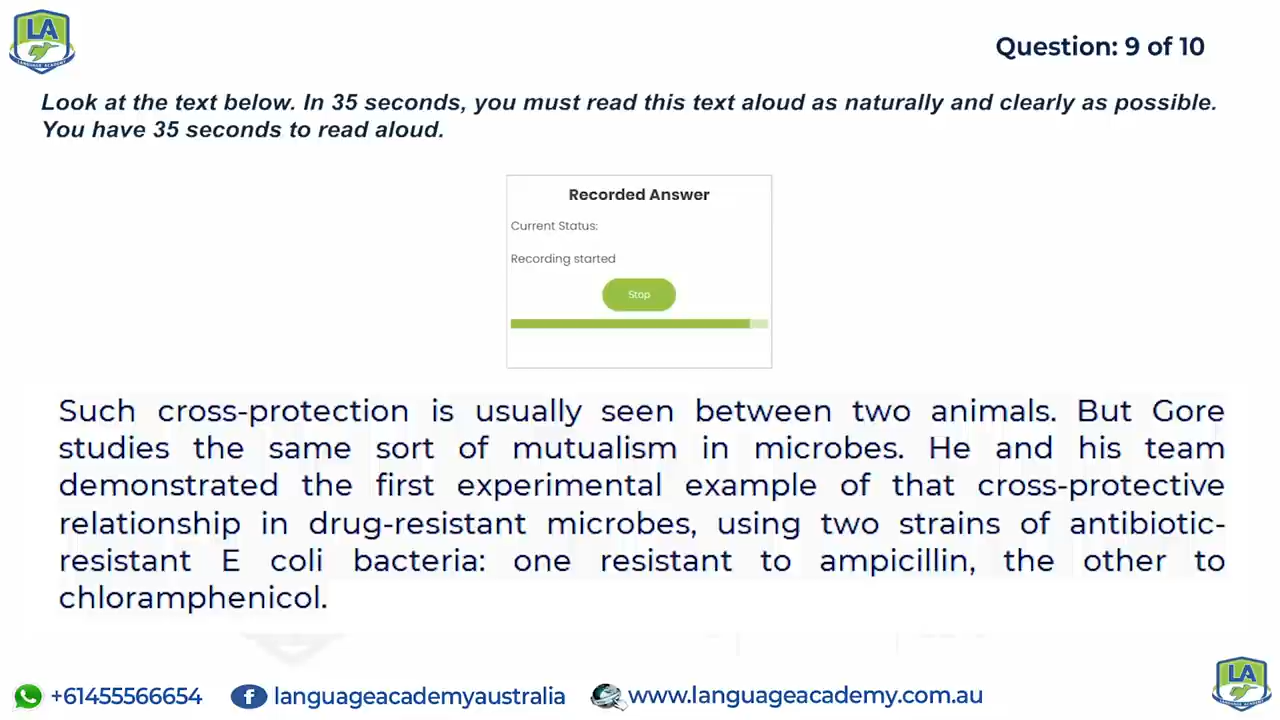 LA
LANGUAGE ACADEMY
Question: 9 of 10
Look at the text below. In 35 seconds, you must read this text aloud as naturally and clearly as possible.
You have 35 seconds to read aloud.
Recorded Answer
Current Status:
Recording started
Stop
Such cross-protection is usually seen between two animals. But Gore
studies the same sort of mutualism in microbes. He and his team
demonstrated the first experimental example of that cross-protective
relationship in drug-resistant microbes, using two strains of antibiotic-
resistant E coli bacteria: one resistant to ampicillin, the other to
chloramphenicol.
+61455566654
languageacademyaustralia
www.languageacademy.com.au
LA